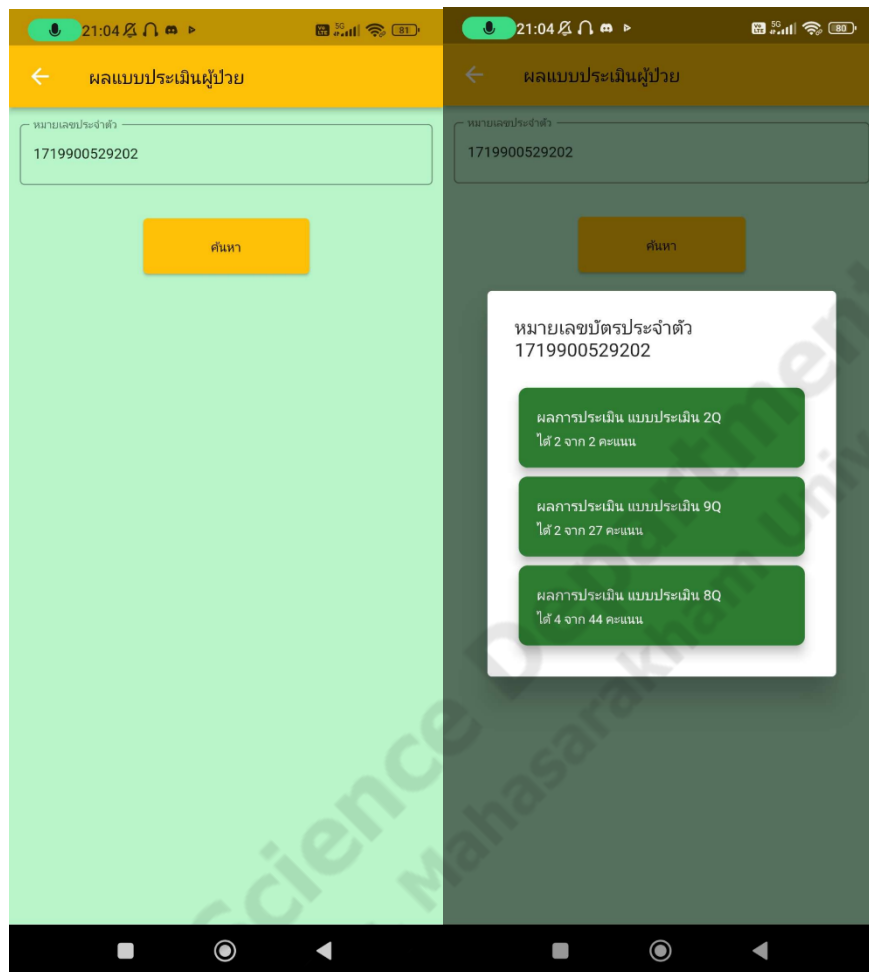 21:04
5G
81
ผลแบบประเมินผู้ป่วย
หมายเลขประจำตัว
1719900529202
ค้นหา
21:04
5G
80
ผลแบบประเมินผู้ป่วย
หมายเลขประจำตัว
1719900529202
ค้นหา
หมายเลขบัตรประจำตัว
1719900529202
ผลการประเมิน แบบประเมิน 2Q
ได้ 2 จาก 2 คะแนน
ผลการประเมิน แบบประเมิน 9Q
ได้ 2 จาก 27 คะแนน
ผลการประเมิน แบบประเมิน 8Q
ได้ 4 จาก 44 คะแนน
Science Department
Mahasarakham Univ